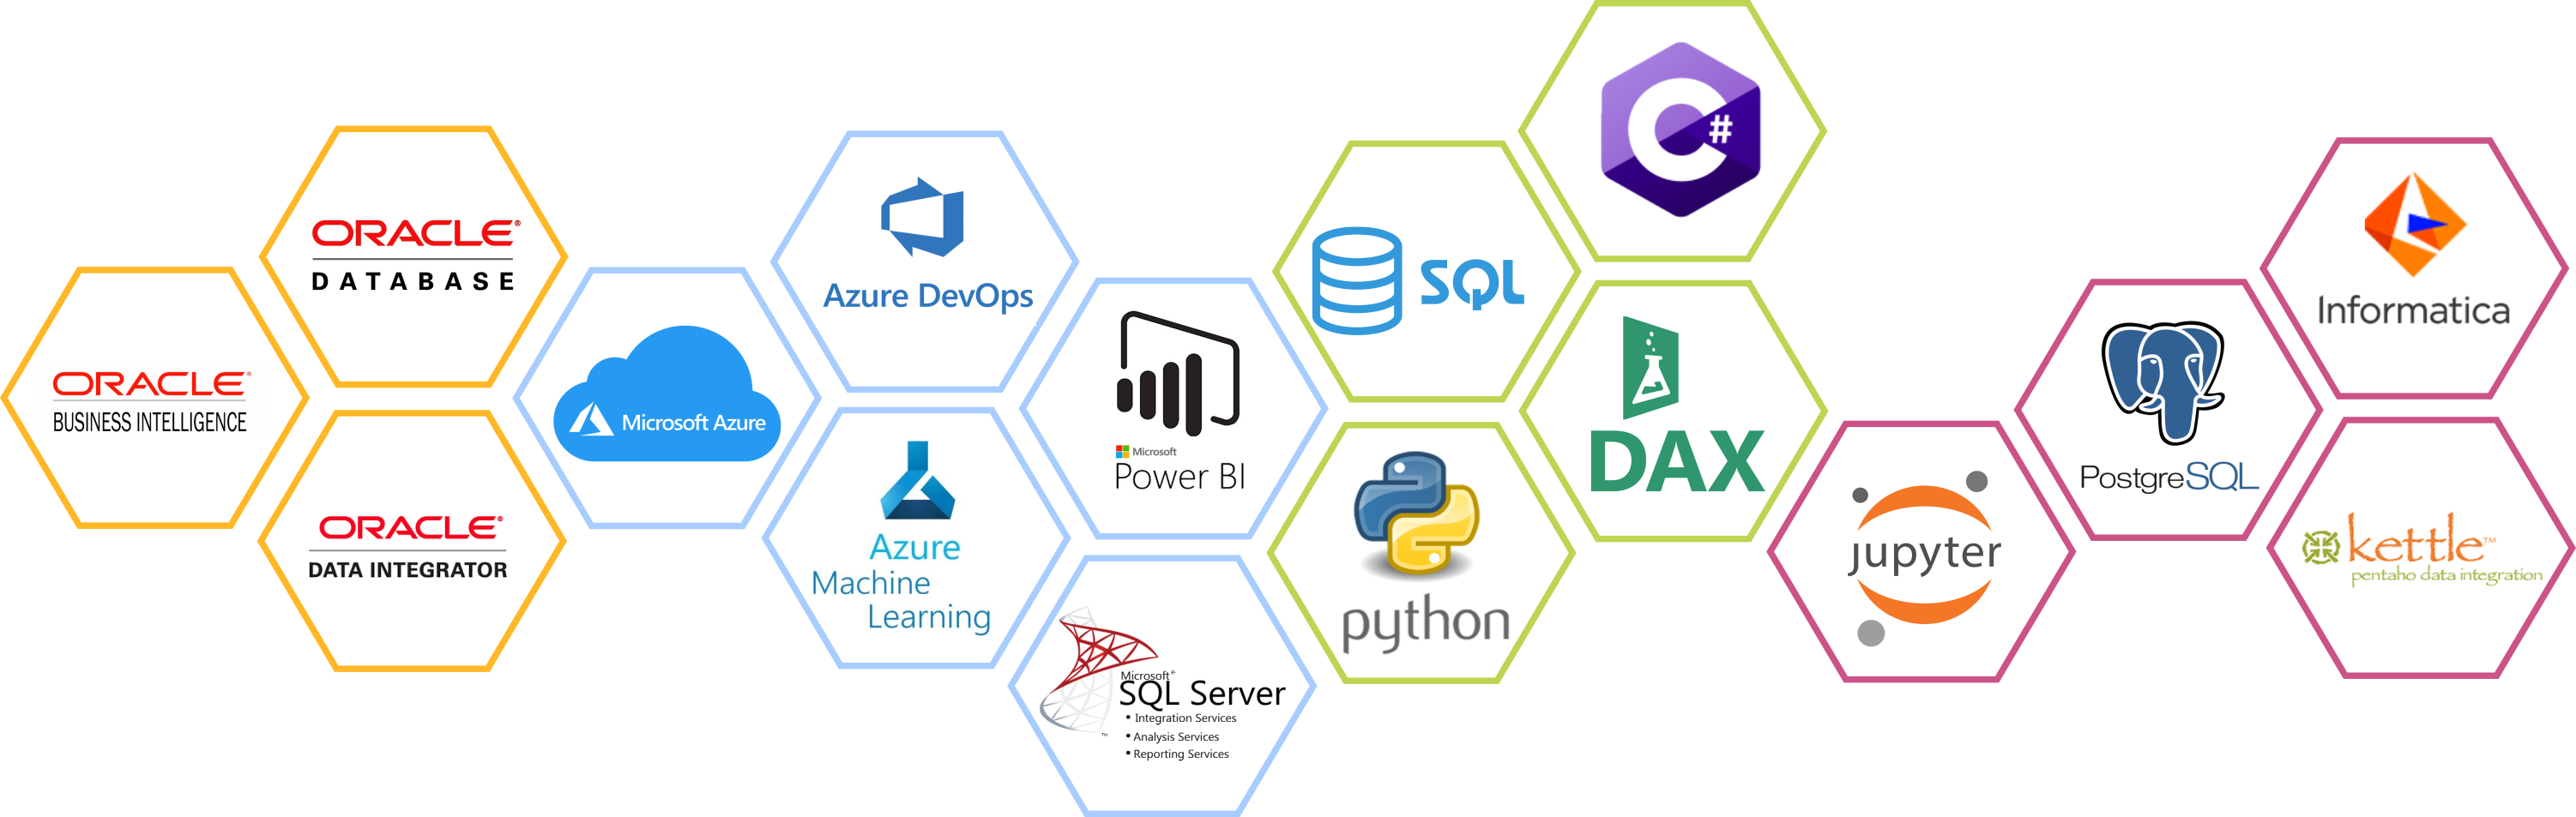 ORACLE®
BUSINESS INTELLIGENCE
ORACLE®
DATABASE
ORACLE®
DATA INTEGRATOR
Microsoft Azure
Azure DevOps
Azure
Machine
Learning
Microsoft
Power BI
Microsoft®
SQL Server
• Integration Services
• Analysis Services
• Reporting Services
™
SQL
python
C#
DAX
jupyter
PostgreSQL
Informatica
kettle™
pentaho data integration